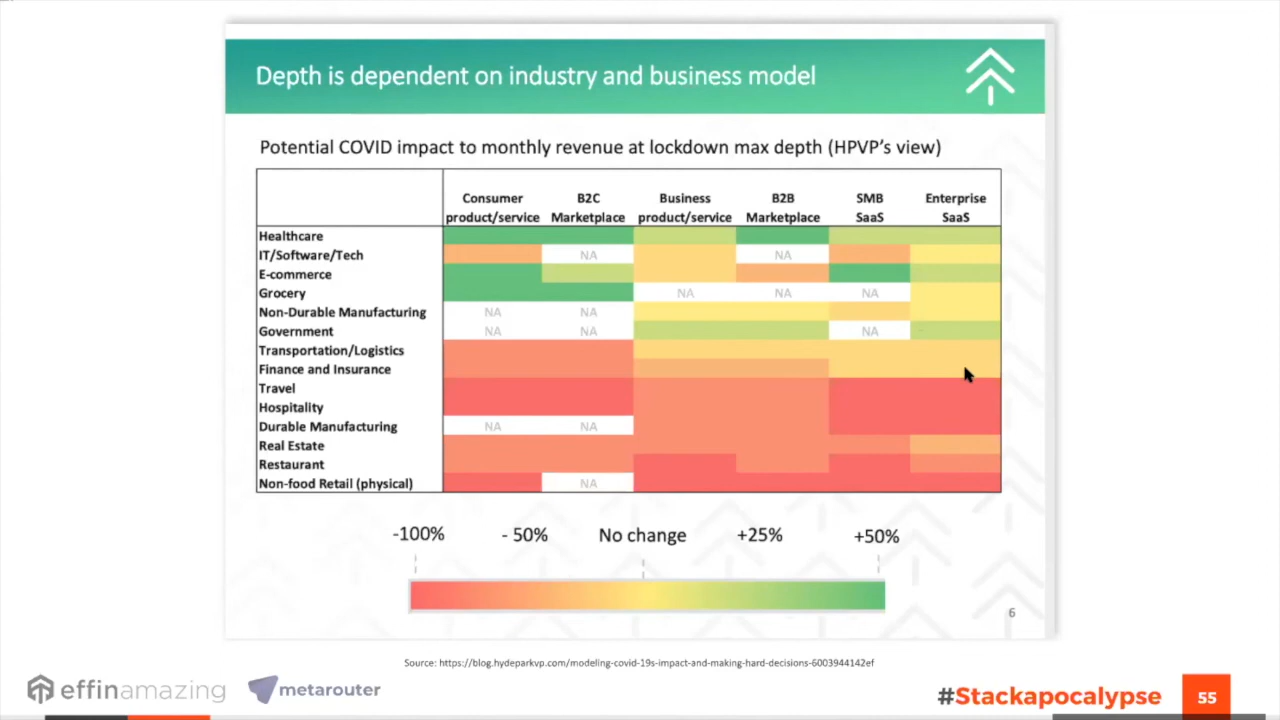 Depth is dependent on industry and business model
Potential COVID impact to monthly revenue at lockdown max depth (HPVP's view)
Consumer product/service
B2C Marketplace
Business product/service
B2B Marketplace
SMB SaaS
Enterprise SaaS
Healthcare
IT/Software/Tech NA NA
E-commerce
Grocery NA NA NA
Non-Durable Manufacturing NA NA
Government NA NA NA
Transportation/Logistics
Finance and Insurance
Travel
Hospitality
Durable Manufacturing NA NA
Real Estate
Restaurant
Non-food Retail (physical) NA
-100% - 50% No change +25% +50%
6
Source: https://blog.hydeparkvp.com/modeling-covid-19s-impact-and-making-hard-decisions-6003944142ef
effinamazing metarouter #Stackapocalypse 55